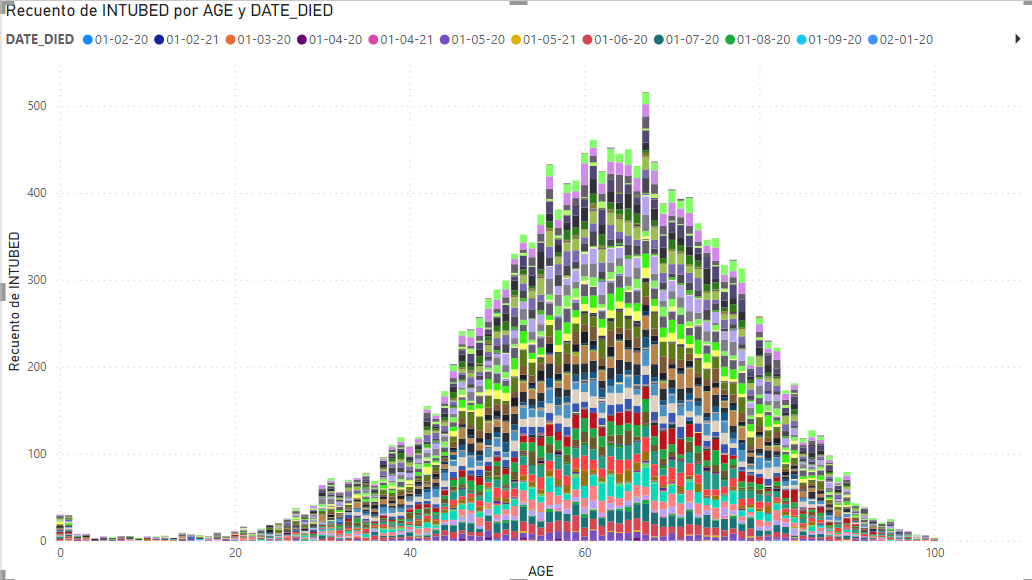 Recuento de INTUBED por AGE y DATE_DIED
DATE_DIED 01-02-20 01-02-21 01-03-20 01-04-20 01-04-21 01-05-20 01-05-21 01-06-20 01-07-20 01-08-20 01-09-20 02-01-20
Recuento de INTUBED
500
400
300
200
100
0
0 20 40 60 80 100
AGE